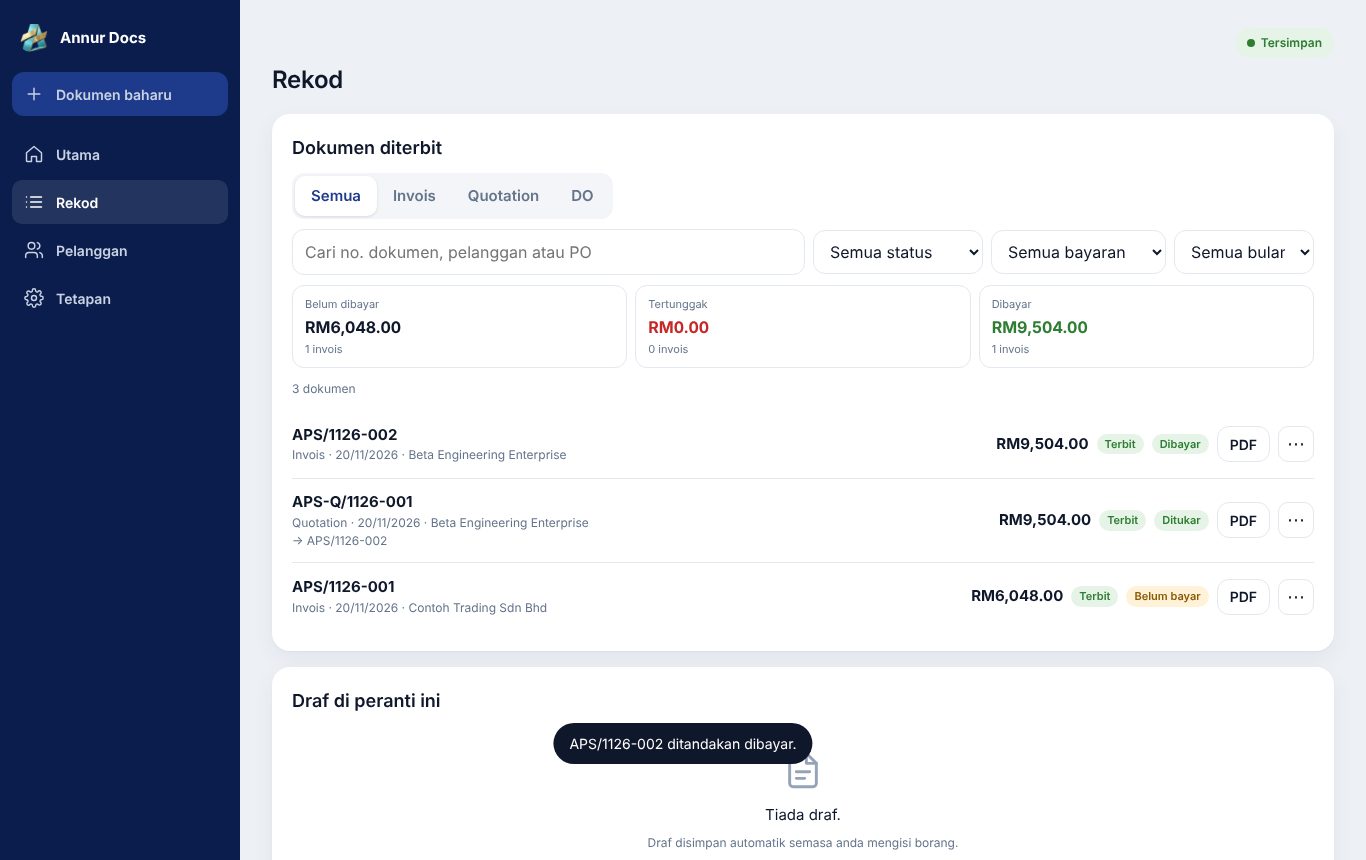 Annur Docs
Dokumen baharu
Utama
Rekod
Pelanggan
Tetapan
Tersimpan
Rekod
Dokumen diterbit
Semua Invois Quotation DO
Cari no. dokumen, pelanggan atau PO Semua status Semua bayaran Semua bular
Belum dibayar
RM6,048.00
1 invois
Tertunggak
RM0.00
0 invois
Dibayar
RM9,504.00
1 invois
3 dokumen
APS/1126-002
Invois · 20/11/2026 · Beta Engineering Enterprise
RM9,504.00 Terbit Dibayar PDF ...
APS-Q/1126-001
Quotation · 20/11/2026 · Beta Engineering Enterprise
→ APS/1126-002
RM9,504.00 Terbit Ditukar PDF ...
APS/1126-001
Invois · 20/11/2026 · Contoh Trading Sdn Bhd
RM6,048.00 Terbit Belum bayar PDF ...
Draf di peranti ini
APS/1126-002 ditandakan dibayar.
Tiada draf.
Draf disimpan automatik semasa anda mengisi borang.